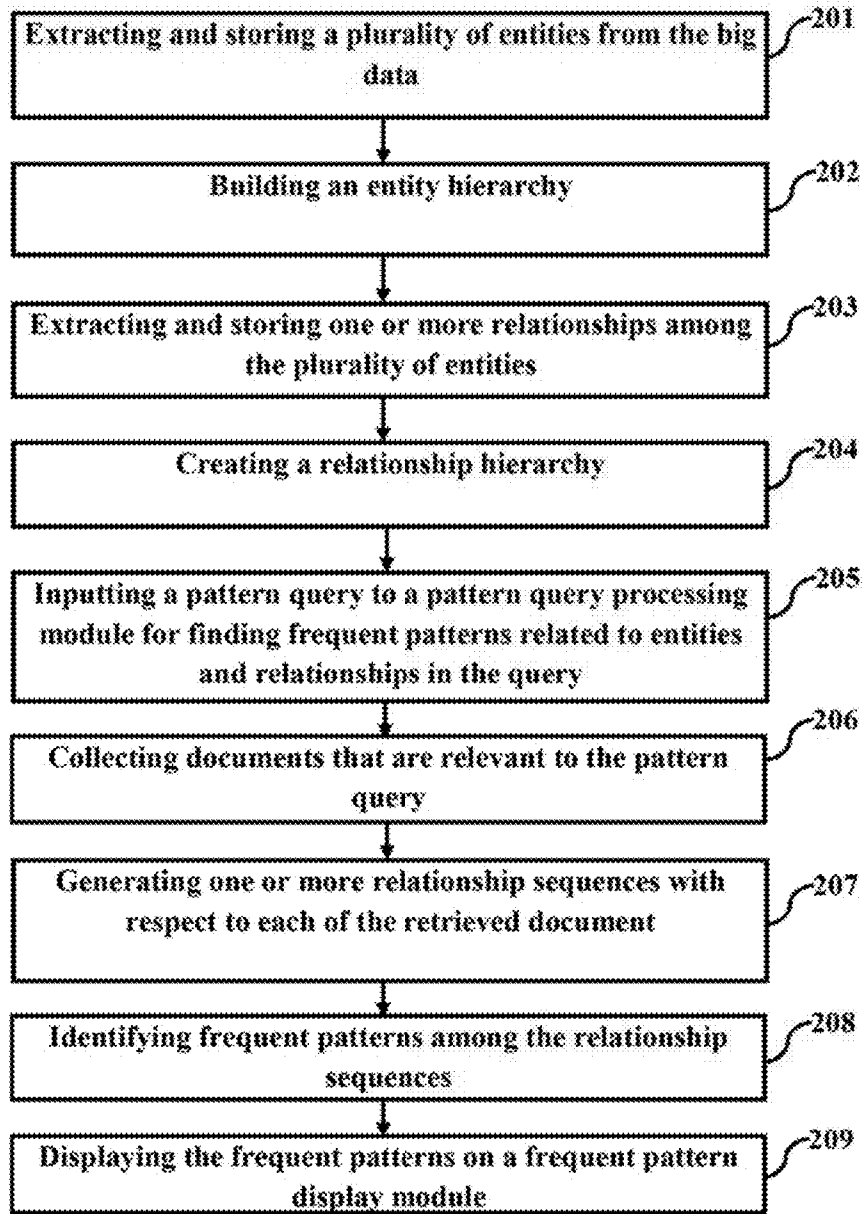 Extracting and storing a plurality of entities from the big
data
201
Building an entity hierarchy
202
Extracting and storing one or more relationships among
the plurality of entities
203
Creating a relationship hierarchy
204
Inputting a pattern query to a pattern query processing
module for finding frequent patterns related to entities
and relationships in the query
205
Collecting documents that are relevant to the pattern
query
206
Generating one or more relationship sequences with
respect to each of the retrieved document
207
Identifying frequent patterns among the relationship
sequences
208
Displaying the frequent patterns on a frequent pattern
display module
209